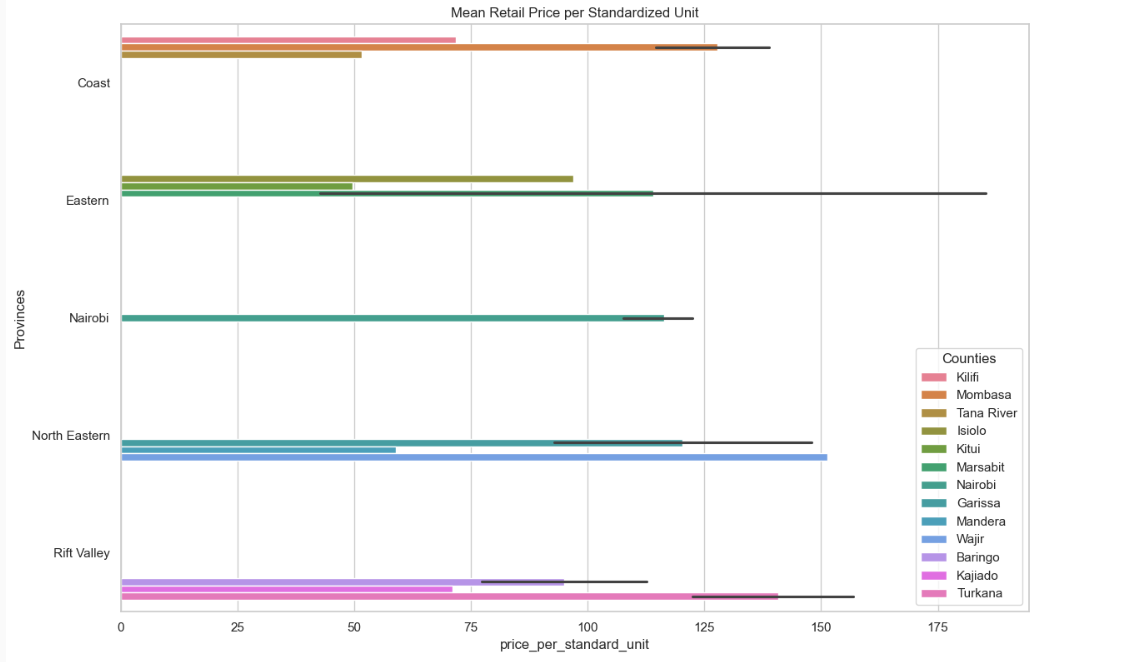 Mean Retail Price per Standardized Unit
Provinces
Coast
Eastern
Nairobi
North Eastern
Rift Valley
0 25 50 75 100 125 150 175
price_per_standard_unit
Counties
Kilifi
Mombasa
Tana River
Isiolo
Kitui
Marsabit
Nairobi
Garissa
Mandera
Wajir
Baringo
Kajiado
Turkana